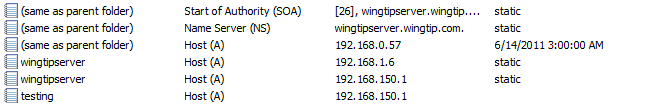 (same as parent folder) Start of Authority (SOA) [26], wingtipserver.wingtip.... static
(same as parent folder) Name Server (NS) wingtipserver.wingtip.com. static
(same as parent folder) Host (A) 192.168.0.57 6/14/2011 3:00:00 AM
wingtipserver Host (A) 192.168.1.6 static
wingtipserver Host (A) 192.168.150.1 static
testing Host (A) 192.168.150.1